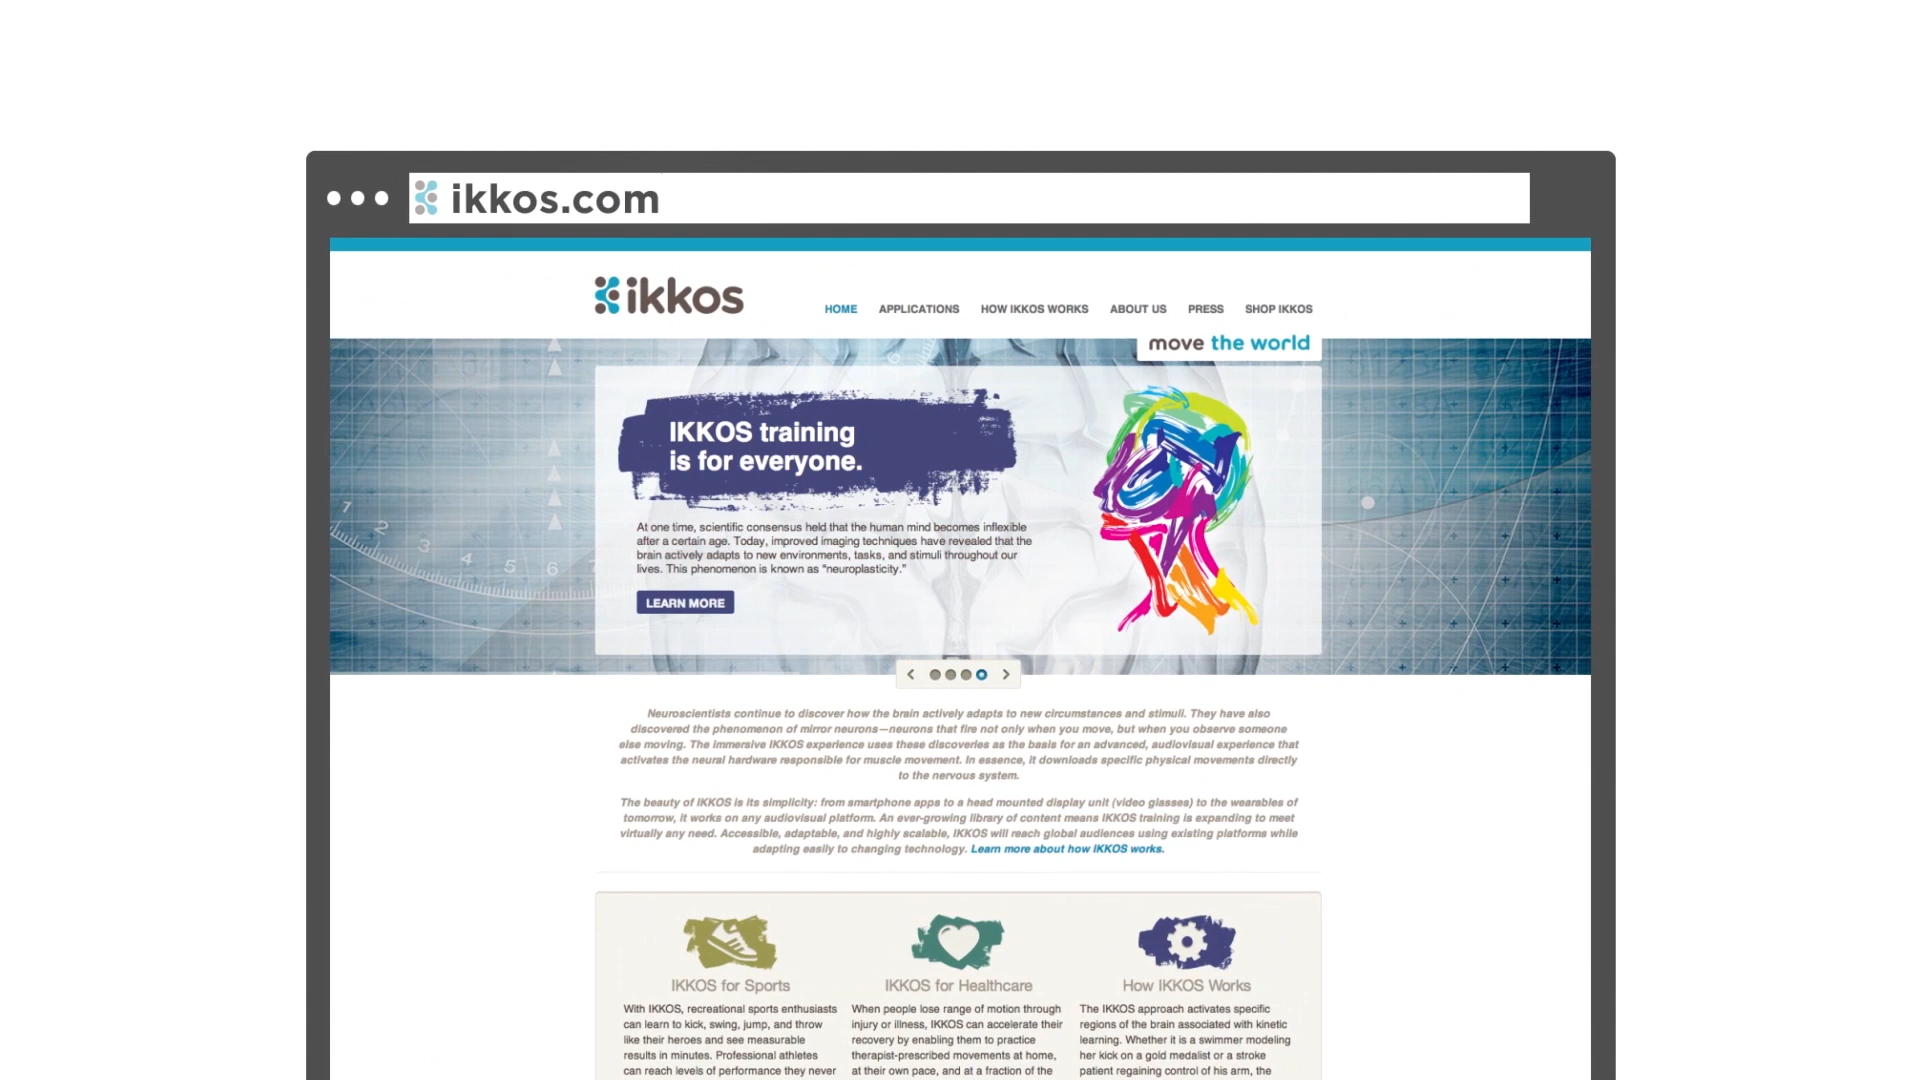 ikkos.com
ikkos
HOME APPLICATIONS HOW IKKOS WORKS ABOUT US PRESS SHOP IKKOS
move the world
IKKOS training
is for everyone.
At one time, scientific consensus held that the human mind becomes inflexible
after a certain age. Today, improved imaging techniques have revealed that the
brain actively adapts to new environments, tasks, and stimuli throughout our
lives. This phenomenon is known as "neuroplasticity."
LEARN MORE
1 2 3 4 5 6 7
Neuroscientists continue to discover how the brain actively adapts to new circumstances and stimuli. They have also
discovered the phenomenon of mirror neurons—neurons that fire not only when you move, but when you observe someone
else moving. The immersive IKKOS experience uses these discoveries as the basis for an advanced, audiovisual experience that
activates the neural hardware responsible for muscle movement. In essence, it downloads specific physical movements directly
to the nervous system.
The beauty of IKKOS is its simplicity: from smartphone apps to a head mounted display unit (video glasses) to the wearables of
tomorrow, it works on any audiovisual platform. An ever-growing library of content means IKKOS training is expanding to meet
virtually any need. Accessible, adaptable, and highly scalable, IKKOS will reach global audiences using existing platforms while
adapting easily to changing technology. Learn more about how IKKOS works.
IKKOS for Sports
With IKKOS, recreational sports enthusiasts
can learn to kick, swing, jump, and throw
like their heroes and see measurable
results in minutes. Professional athletes
can reach levels of performance they never
IKKOS for Healthcare
When people lose range of motion through
injury or illness, IKKOS can accelerate their
recovery by enabling them to practice
therapist-prescribed movements at home,
at their own pace, and at a fraction of the
How IKKOS Works
The IKKOS approach activates specific
regions of the brain associated with kinetic
learning. Whether it is a swimmer modeling
her kick on a gold medalist or a stroke
patient regaining control of his arm, the